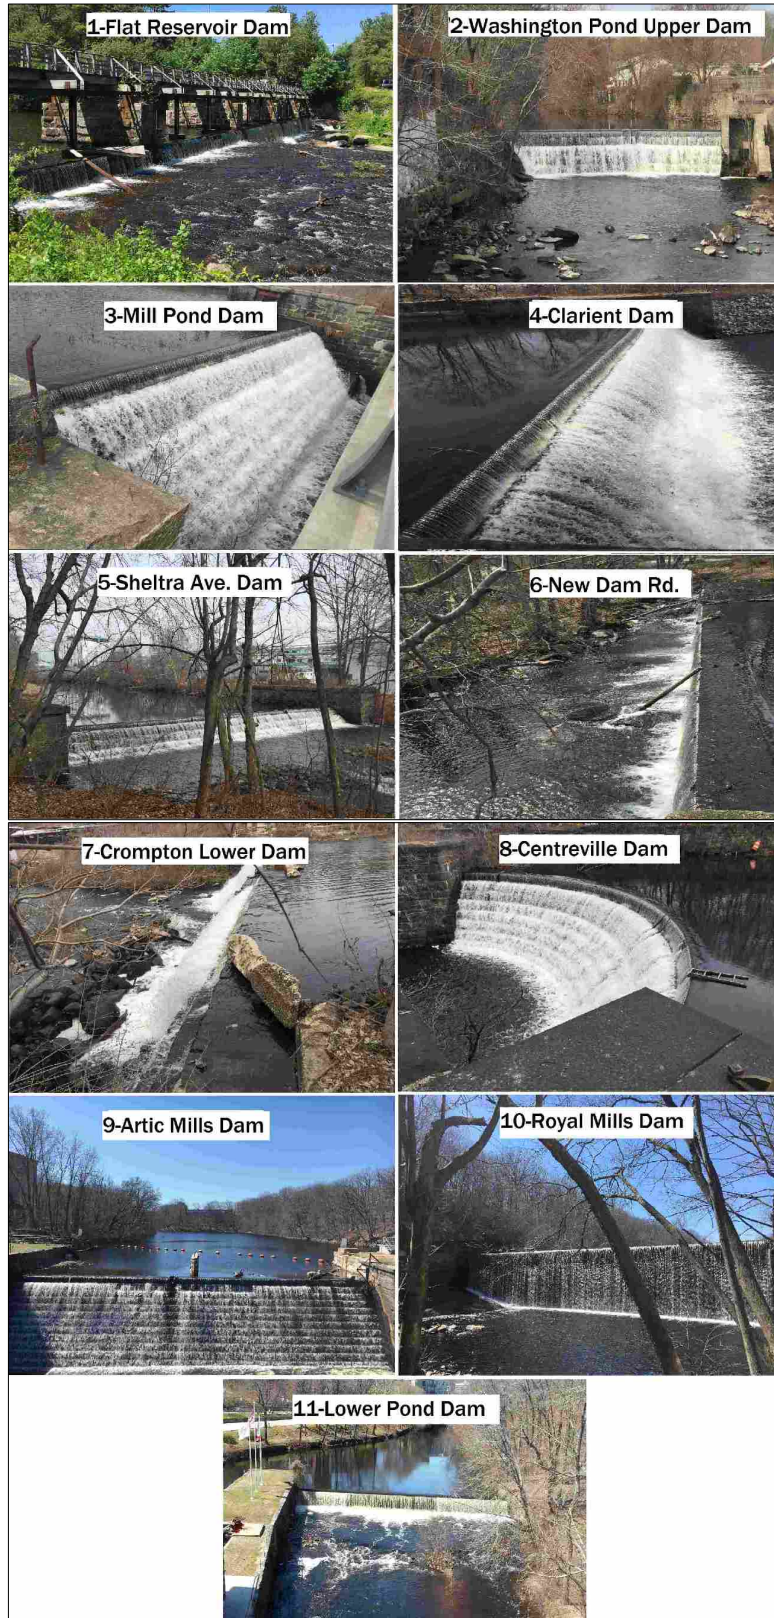 1-Flat Reservoir Dam
2-Washington Pond Upper Dam
3-Mill Pond Dam
4-Clarient Dam
5-Sheltra Ave. Dam
6-New Dam Rd.
7-Crompton Lower Dam
8-Centreville Dam
9-Artic Mills Dam
10-Royal Mills Dam
11-Lower Pond Dam